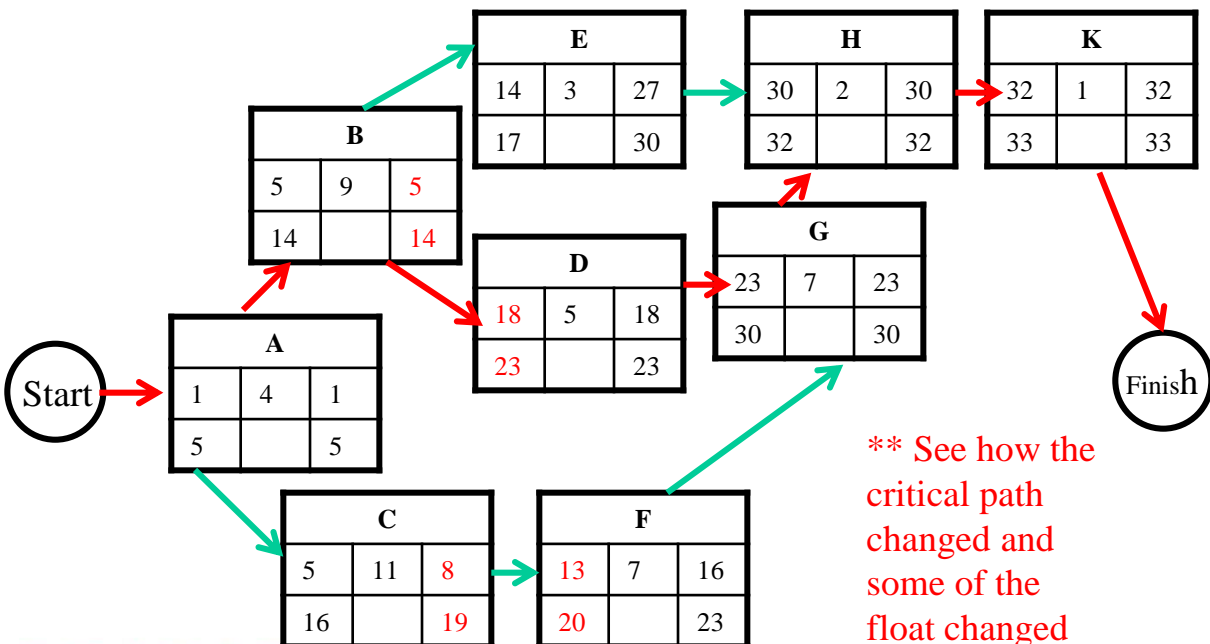 E
14 3 27
17 30
H
30 2 30
32 32
K
32 1 32
33 33
B
5 9 5
14 14
D
18 5 18
23 23
G
23 7 23
30 30
Start
A
1 4 1
5 5
Finish
C
5 11 8
16 19
F
13 7 16
20 23
** See how the
critical path
changed and
some of the
float changed